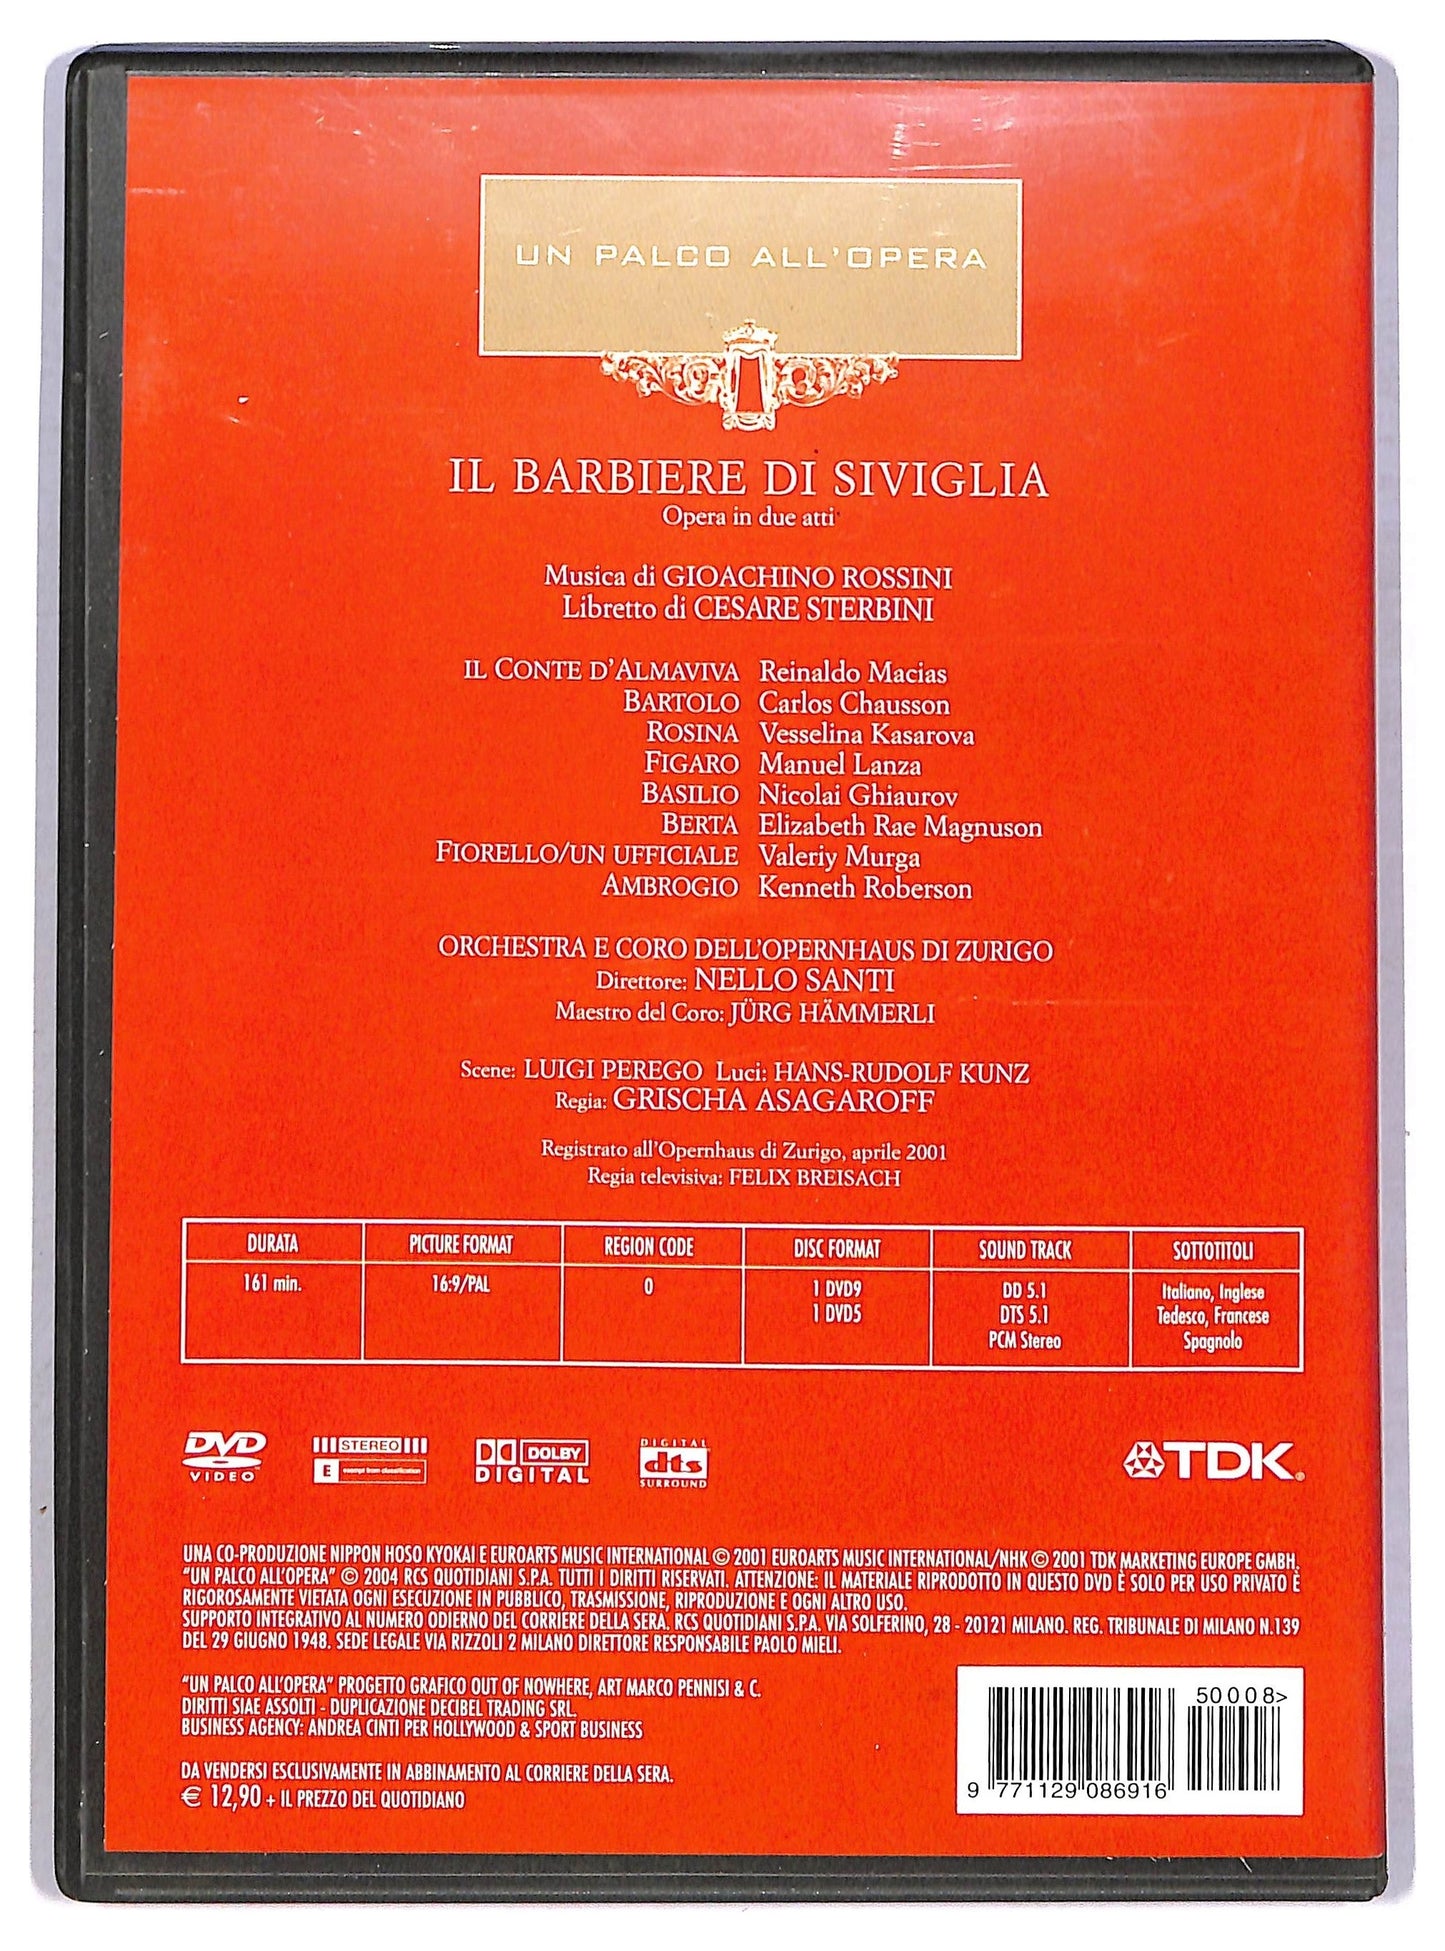 UN PALCO ALL'OPERA
IL BARBIERE DI SIVIGLIA
Opera in due atti
Musica di GIOACHINO ROSSINI
Libretto di CESARE STERBINI
IL CONTE D'ALMAVIVA Reinaldo Macias
BARTOLO Carlos Chausson
ROSINA Vesselina Kasarova
FIGARO Manuel Lanza
BASILIO Nicolai Ghiaurov
BERTA Elizabeth Rae Magnuson
FIORELLO/UN UFFICIALE Valeriy Murga
AMBROGIO Kenneth Roberson
ORCHESTRA E CORO DELL'OPERNHAUS DI ZURIGO
Direttore: NELLO SANTI
Maestro del Coro: JÜRG HÄMMERLI
Scene: LUIGI PEREGO Luci: HANS-RUDOLF KUNZ
Regia: GRISCHA ASAGAROFF
Registrato all'Opernhaus di Zurigo, aprile 2001
Regia televisiva: FELIX BREISACH
DURATA PICTURE FORMAT REGION CODE DISC FORMAT SOUND TRACK SOTTOTITOLI
161 min. 16:9/PAL 0 1 DVD9 DD 5.1 Italiano, Inglese
1 DVD5 DTS 5.1 Tedesco, Francese
PCM Stereo Spagnolo
DVD VIDEO
STEREO
E exempt from classification
DOLBY DIGITAL
DIGITAL dts SURROUND
TDK.
UNA CO-PRODUZIONE NIPPON HOSO KYOKAI E EUROARTS MUSIC INTERNATIONAL © 2001 EUROARTS MUSIC INTERNATIONAL/NHK © 2001 TDK MARKETING EUROPE GMBH.
"UN PALCO ALL'OPERA" © 2004 RCS QUOTIDIANI S.P.A. TUTTI I DIRITTI RISERVATI. ATTENZIONE: IL MATERIALE RIPRODOTTO IN QUESTO DVD È SOLO PER USO PRIVATO È
RIGOROSAMENTE VIETATA OGNI ESECUZIONE IN PUBBLICO, TRASMISSIONE, RIPRODUZIONE E OGNI ALTRO USO.
SUPPORTO INTEGRATIVO AL NUMERO ODIERNO DEL CORRIERE DELLA SERA. RCS QUOTIDIANI S.P.A. VIA SOLFERINO, 28 - 20121 MILANO. REG. TRIBUNALE DI MILANO N.139
DEL 29 GIUGNO 1948. SEDE LEGALE VIA RIZZOLI 2 MILANO DIRETTORE RESPONSABILE PAOLO MIELI.
"UN PALCO ALL'OPERA" PROGETTO GRAFICO OUT OF NOWHERE, ART MARCO PENNISI & C.
DIRITTI SIAE ASSOLTI - DUPLICAZIONE DECIBEL TRADING SRL.
BUSINESS AGENCY: ANDREA CINTI PER HOLLYWOOD & SPORT BUSINESS
DA VENDERSI ESCLUSIVAMENTE IN ABBINAMENTO AL CORRIERE DELLA SERA.
€ 12,90 + IL PREZZO DEL QUOTIDIANO
50008>
9 771129 086916